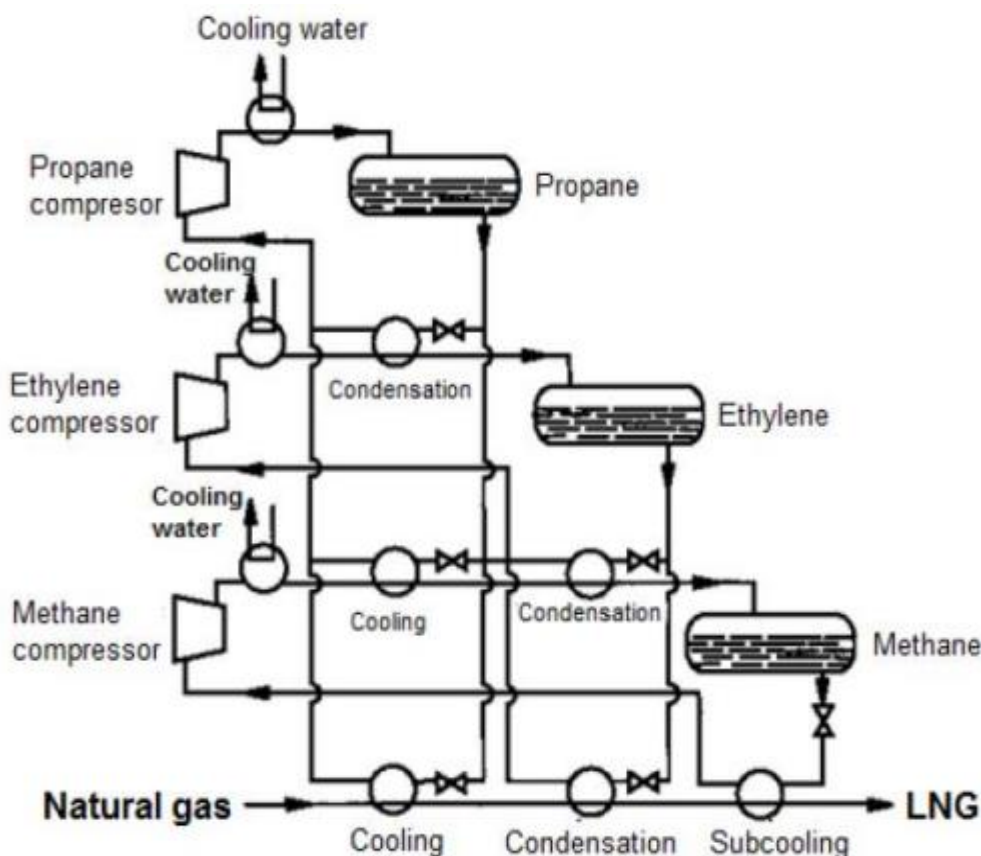 Cooling water
Propane
compresor
Propane
Cooling
water
Ethylene
compressor
Condensation
Ethylene
Cooling
water
Methane
compressor
Cooling
Condensation
Methane
Natural gas
LNG
Cooling
Condensation
Subcooling